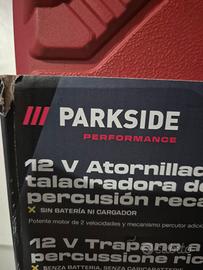 PARKSIDE
PERFORMANCE
12 V Atornillad
taladradora de
percusión reca
SIN BATERÍA NI CARGADOR
Potente motor de 2 velocidades y mecanismo percutor adic
12 V Trapano a
percussione ric
SENZA BATTERIA, SENZA CARICABATTERIE